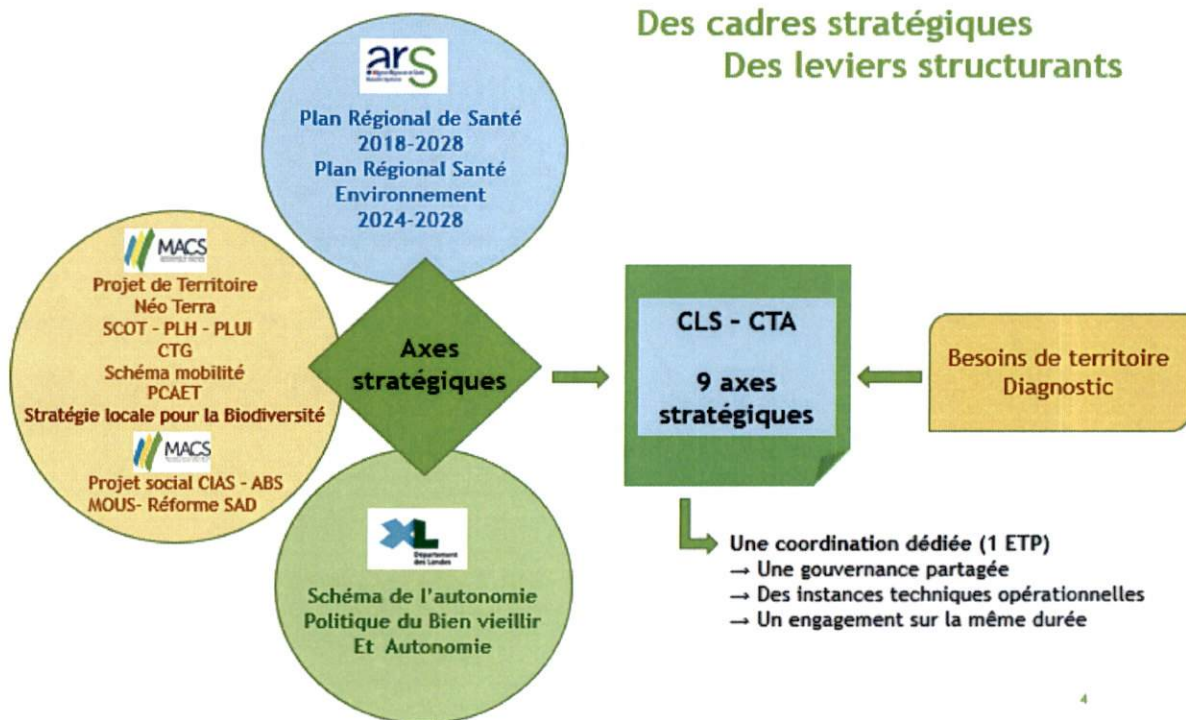 Des cadres stratégiques
Des leviers structurants
ars
Plan Régional de Santé
2018-2028
Plan Régional Santé
Environnement
2024-2028
MACS
Projet de Territoire
Néo Terra
SCOT - PLH - PLUI
CTG
Schéma mobilité
PCAET
Stratégie locale pour la Biodiversité
MACS
Projet social CIAS - ABS
MOUS- Réforme SAD
Axes
stratégiques
XL
Département
des Landes
Schéma de l'autonomie
Politique du Bien vieillir
Et Autonomie
CLS - CTA
9 axes
stratégiques
Besoins de territoire
Diagnostic
Une coordination dédiée (1 ETP)
→ Une gouvernance partagée
→ Des instances techniques opérationnelles
→ Un engagement sur la même durée
4